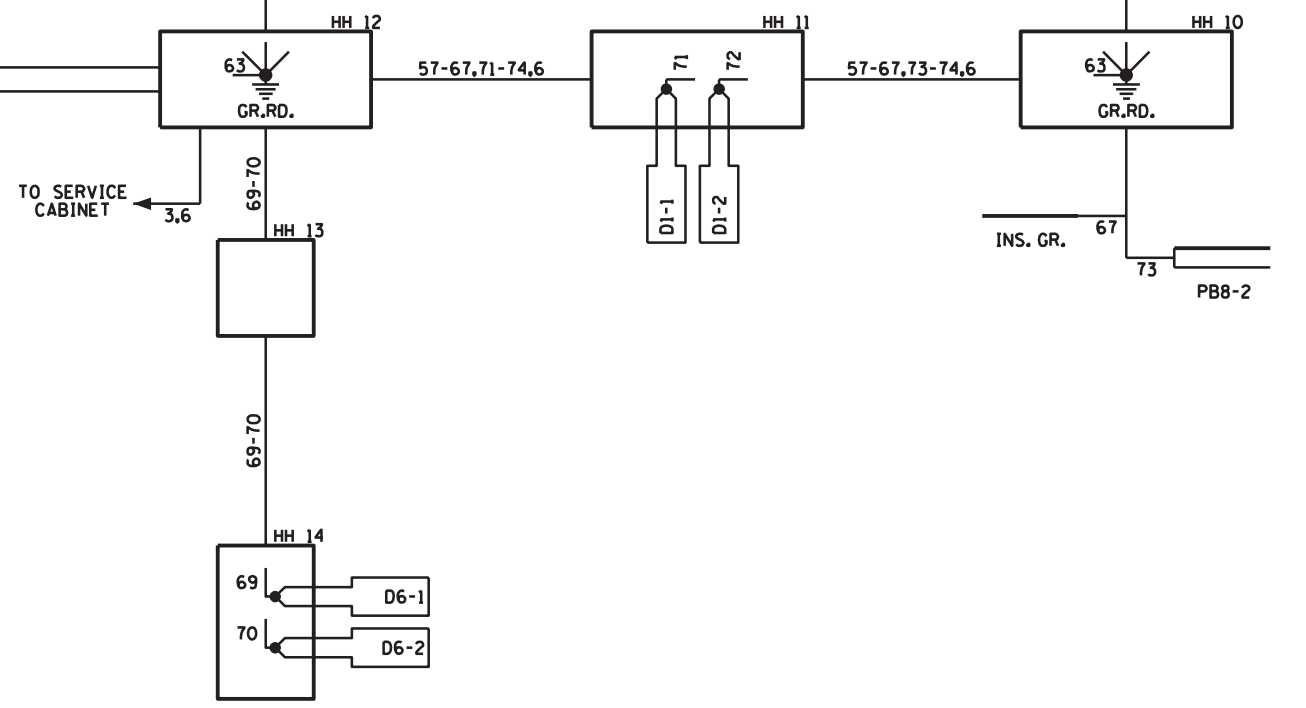 HH 12
HH 11
HH 10
63
57-67,71-74,6
71
72
57-67,73-74,6
63
GR.RD.
GR.RD.
69-70
TO SERVICE
CABINET
3,6
D1-1
D1-2
67
INS. GR.
73
PB8-2
HH 13
69-70
HH 14
69
D6-1
70
D6-2